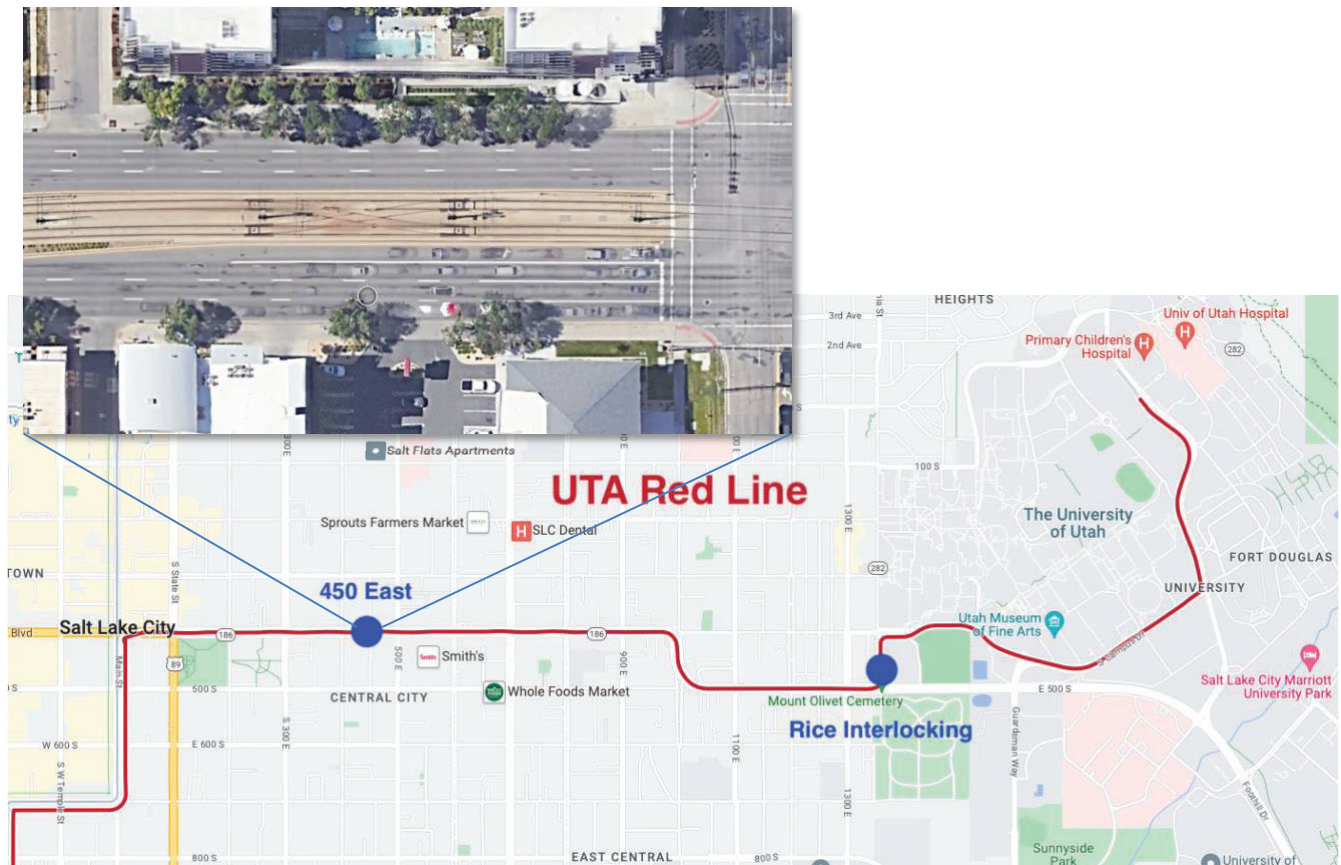 HEIGHTS
3rd Ave
2nd Ave
Univ of Utah Hospital
Primary Children's
Hospital
H
H
282
100 S
Salt Flats Apartments
UTA Red Line
Sprouts Farmers Market
H
SLC Dental
300 E
1300 E
The University
of Utah
282
FORT DOUGLAS
UNIVERSITY
TOWN
S State St
450 East
Blvd
Salt Lake City
186
186
Utah Museum
of Fine Arts
S Campus Dr
89
Main St
500 E
Smith's
900 E
500 S
CENTRAL CITY
Whole Foods Market
Mount Olivet Cemetery
E 500 S
Salt Lake City Marriott
University Park
Rice Interlocking
W 600 S
E 600 S
S 300 E
1100 E
Guardsman Way
S W Temple St
1300 E
Foothill Dr
800 S
EAST CENTRAL
800 S
Sunnyside
Park
University of